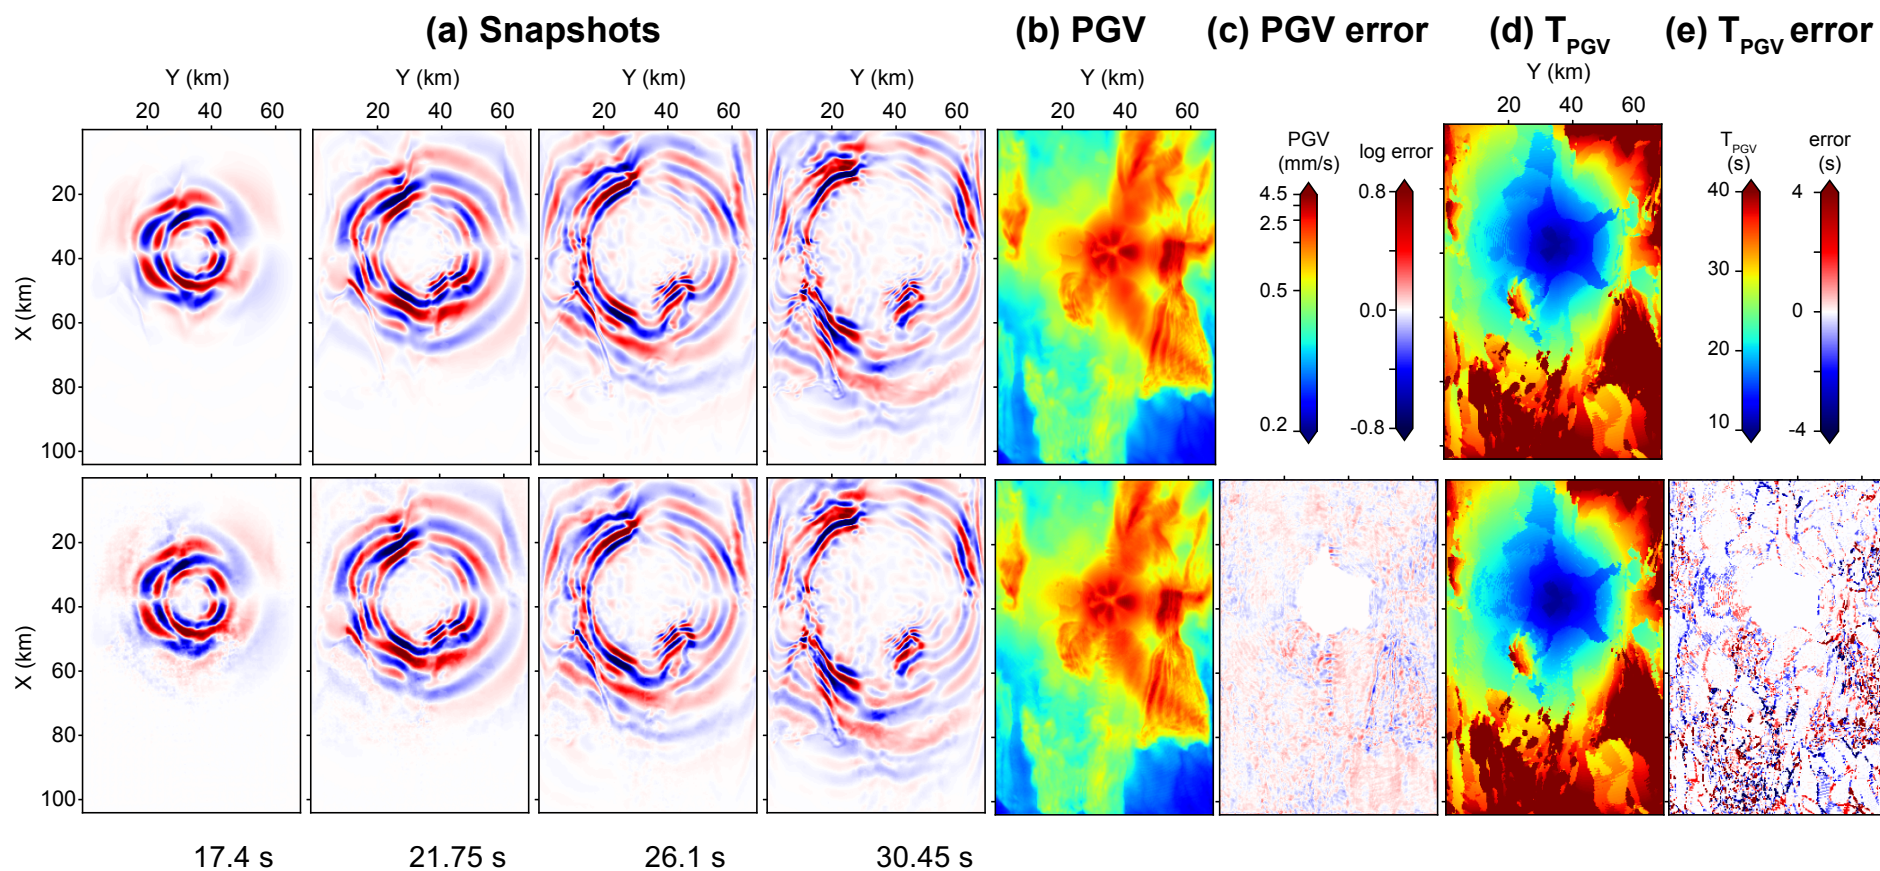 (a) Snapshots
(b) PGV
(c) PGV error
(d) T_PGV
(e) T_PGV error
Y (km)
Y (km)
Y (km)
Y (km)
Y (km)
Y (km)
20 40 60
20 40 60
20 40 60
20 40 60
20 40 60
20 40 60
X (km)
20
40
60
80
100
PGV
(mm/s)
4.5
2.5
0.5
0.2
log error
0.8
0.0
-0.8
T_PGV
(s)
40
30
20
10
error
(s)
4
0
-4
X (km)
20
40
60
80
100
17.4 s
21.75 s
26.1 s
30.45 s